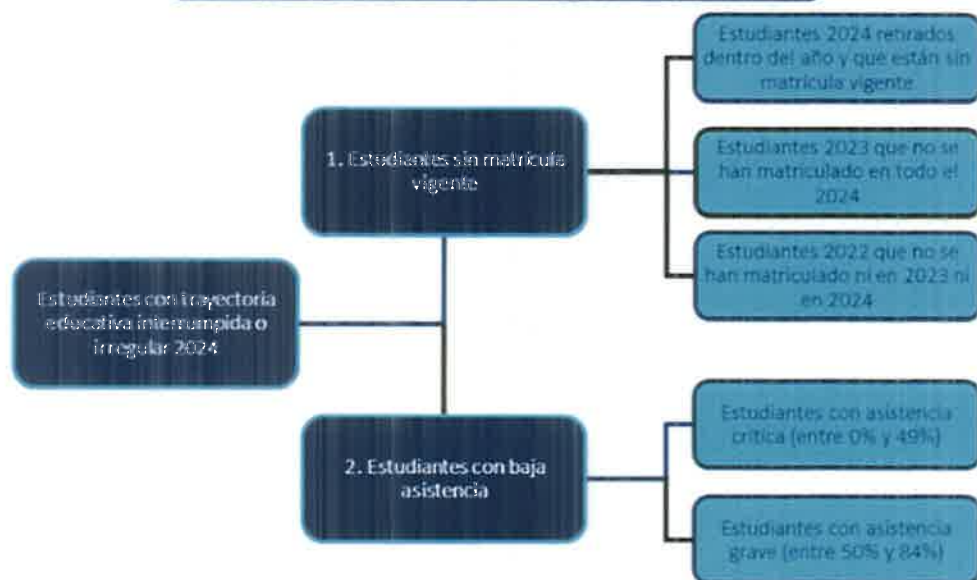 Estudiantes con trayectoria
educativa interrumpida o
irregular 2024
1. Estudiantes sin matrícula
vigente
Estudiantes 2024 retirados
dentro del año y que están sin
matrícula vigente
Estudiantes 2023 que no se
han matriculado en todo el
2024
Estudiantes 2022 que no se
han matriculado ni en 2023 ni
en 2024
2. Estudiantes con baja
asistencia
Estudiantes con asistencia
crítica (entre 0% y 49%)
Estudiantes con asistencia
grave (entre 50% y 84%)